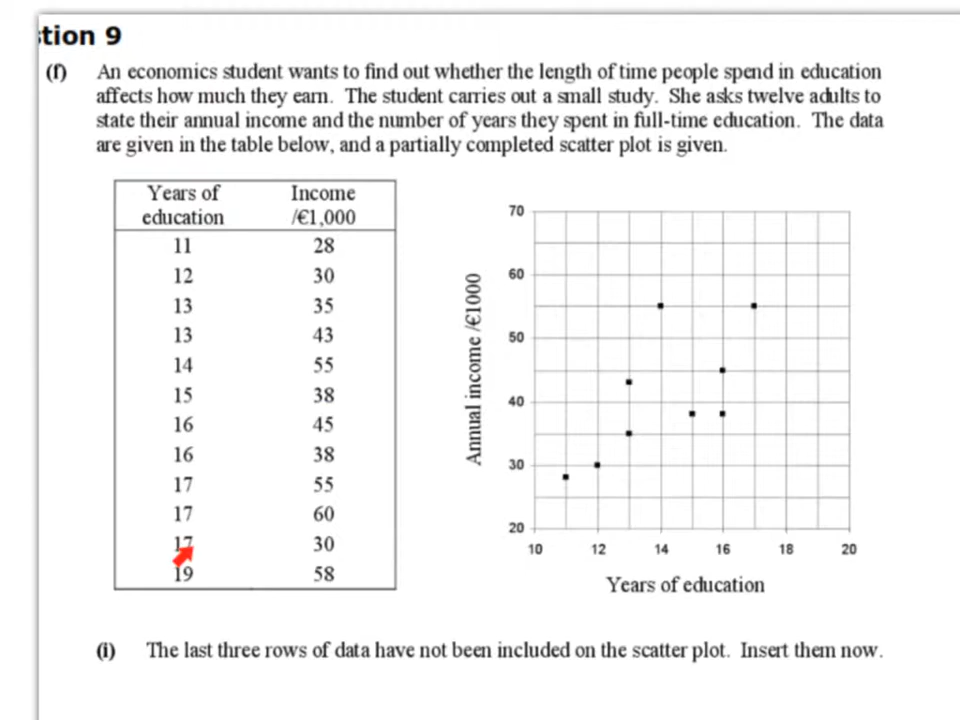 tion 9
(f) An economics student wants to find out whether the length of time people spend in education
affects how much they earn. The student carries out a small study. She asks twelve adults to
state their annual income and the number of years they spent in full-time education. The data
are given in the table below, and a partially completed scatter plot is given.
Years of education Income /€1,000
11 28
12 30
13 35
13 43
14 55
15 38
16 45
16 38
17 55
17 60
17 30
19 58
Annual income /€1000
70
60
50
40
30
20
10 12 14 16 18 20
Years of education
(i) The last three rows of data have not been included on the scatter plot. Insert them now.